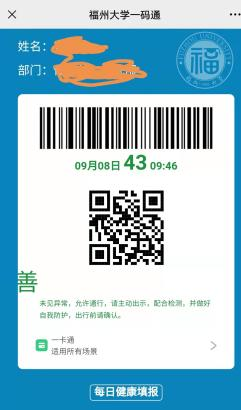 福州大学一码通
姓名：
部门：
福
09月08日 43 09:46
善
未见异常，允许通行，请主动出示，配合检测，并做好
自我防护，出行前请确认。
一卡通
适用所有场景
每日健康填报